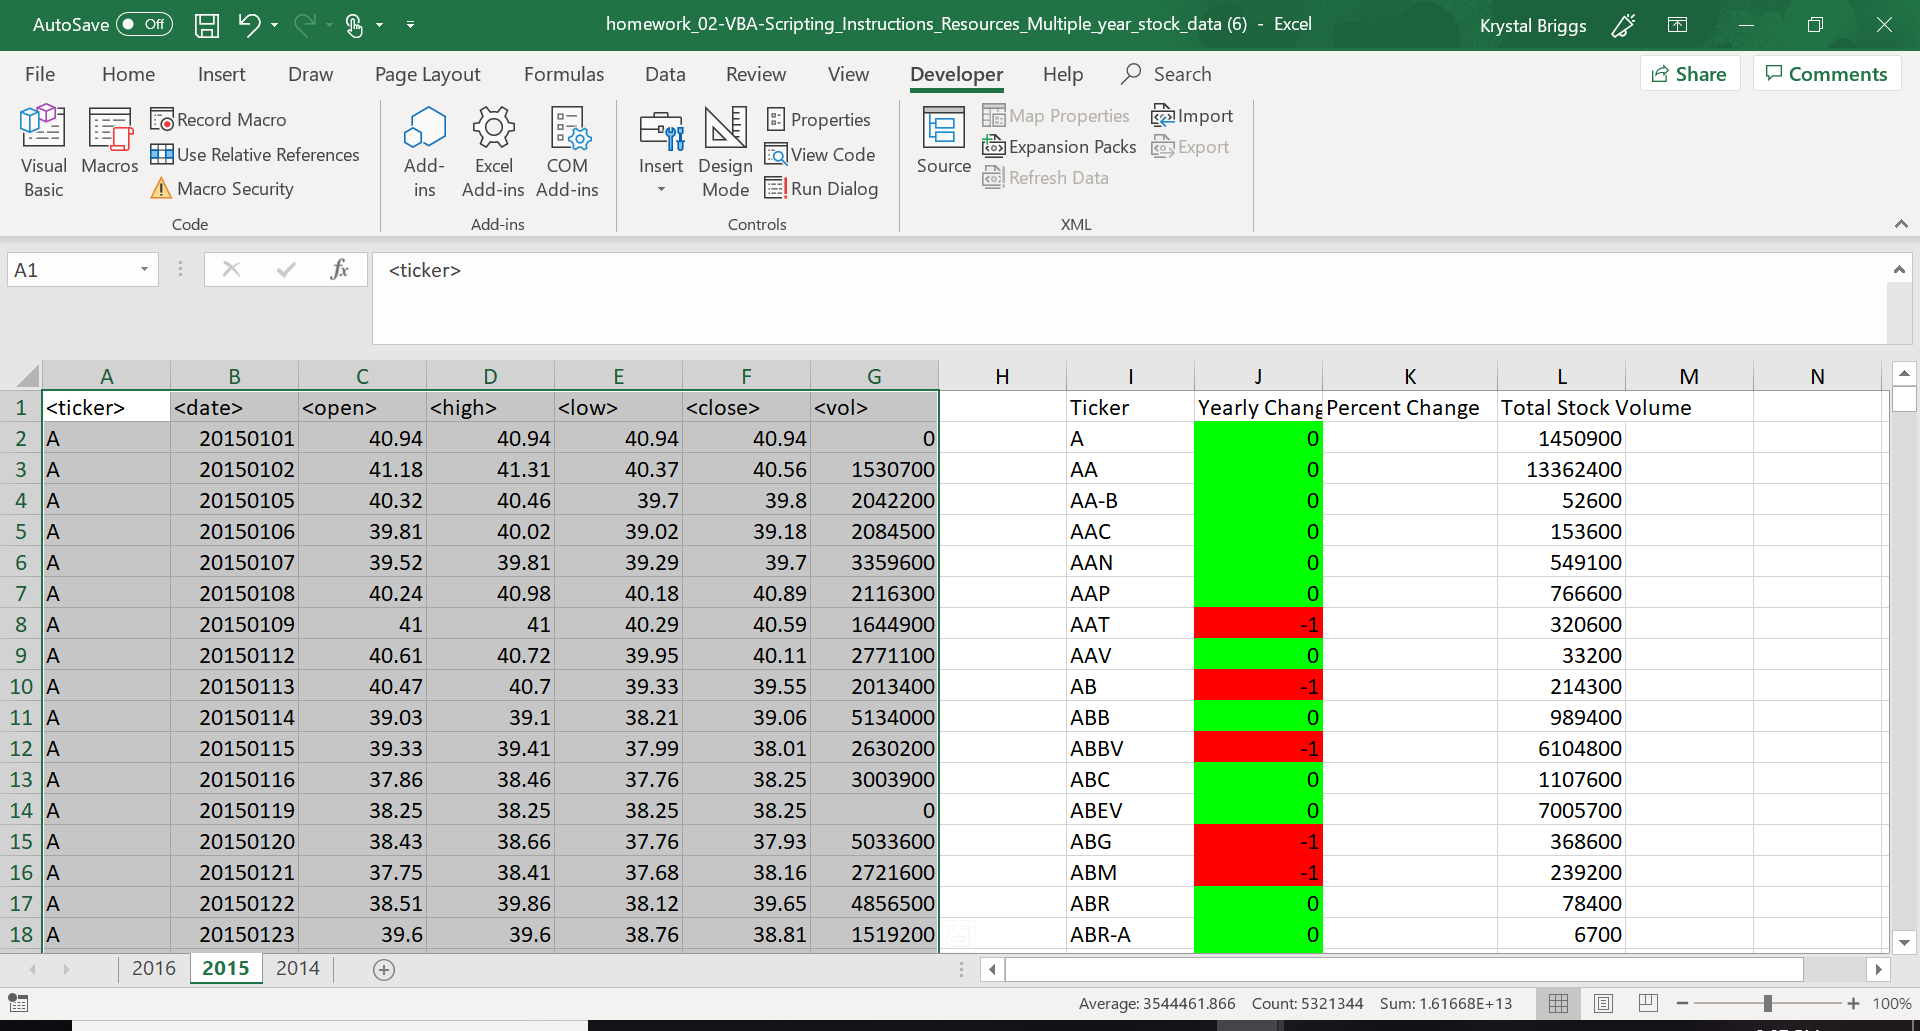 AutoSave Off homework_02-VBA-Scripting_Instructions_Resources_Multiple_year_stock_data (6) - Excel Krystal Briggs
File Home Insert Draw Page Layout Formulas Data Review View Developer Help Search Share Comments
Visual Basic Macros Record Macro Use Relative References Macro Security
Add-ins Excel Add-ins COM Add-ins
Insert Design Mode Properties View Code Run Dialog
Source Map Properties Expansion Packs Refresh Data Import Export
Code Add-ins Controls XML
A1 fx <ticker>
A B C D E F G H I J K L M N
1 <ticker> <date> <open> <high> <low> <close> <vol> Ticker Yearly Chang Percent Change Total Stock Volume
2 A 20150101 40.94 40.94 40.94 40.94 0 A 0 1450900
3 A 20150102 41.18 41.31 40.37 40.56 1530700 AA 0 13362400
4 A 20150105 40.32 40.46 39.7 39.8 2042200 AA-B 0 52600
5 A 20150106 39.81 40.02 39.02 39.18 2084500 AAC 0 153600
6 A 20150107 39.52 39.81 39.29 39.7 3359600 AAN 0 549100
7 A 20150108 40.24 40.98 40.18 40.89 2116300 AAP 0 766600
8 A 20150109 41 41 40.29 40.59 1644900 AAT -1 320600
9 A 20150112 40.61 40.72 39.95 40.11 2771100 AAV 0 33200
10 A 20150113 40.47 40.7 39.33 39.55 2013400 AB -1 214300
11 A 20150114 39.03 39.1 38.21 39.06 5134000 ABB 0 989400
12 A 20150115 39.33 39.41 37.99 38.01 2630200 ABBV -1 6104800
13 A 20150116 37.86 38.46 37.76 38.25 3003900 ABC 0 1107600
14 A 20150119 38.25 38.25 38.25 38.25 0 ABEV 0 7005700
15 A 20150120 38.43 38.66 37.76 37.93 5033600 ABG -1 368600
16 A 20150121 37.75 38.41 37.68 38.16 2721600 ABM -1 239200
17 A 20150122 38.51 39.86 38.12 39.65 4856500 ABR 0 78400
18 A 20150123 39.6 39.6 38.76 38.81 1519200 ABR-A 0 6700
2016 2015 2014
Average: 3544461.866 Count: 5321344 Sum: 1.61668E+13 100%